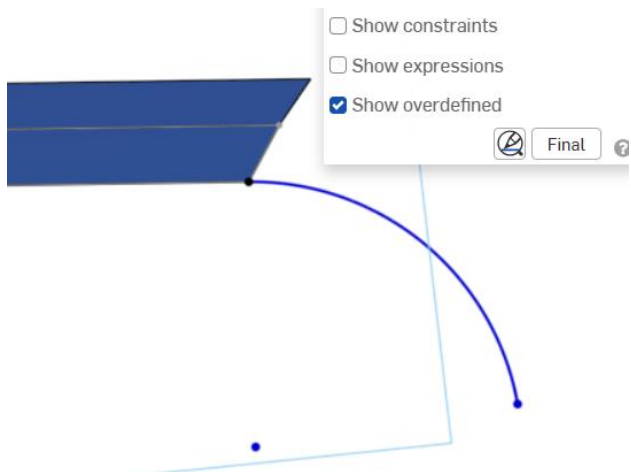 Show constraints
Show expressions
Show overdefined
Final
?